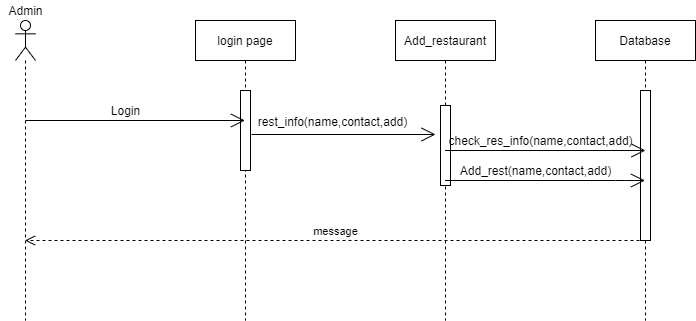 Admin
login page
Add_restaurant
Database
Login
rest_info(name,contact,add)
check_res_info(name,contact,add)
Add_rest(name,contact,add)
message